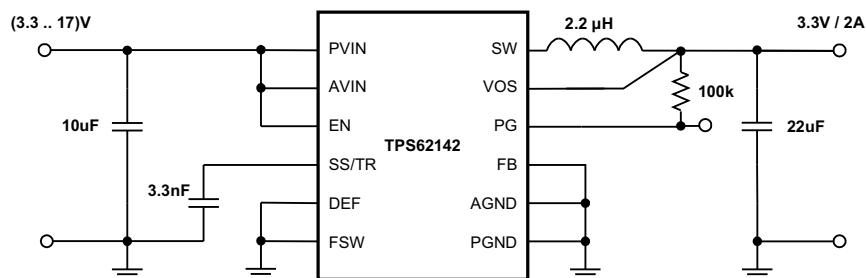 (3.3 .. 17)V
2.2 µH
3.3V / 2A
PVIN
SW
AVIN
VOS
100k
10uF
EN
PG
22uF
TPS62142
SS/TR
FB
3.3nF
DEF
AGND
FSW
PGND